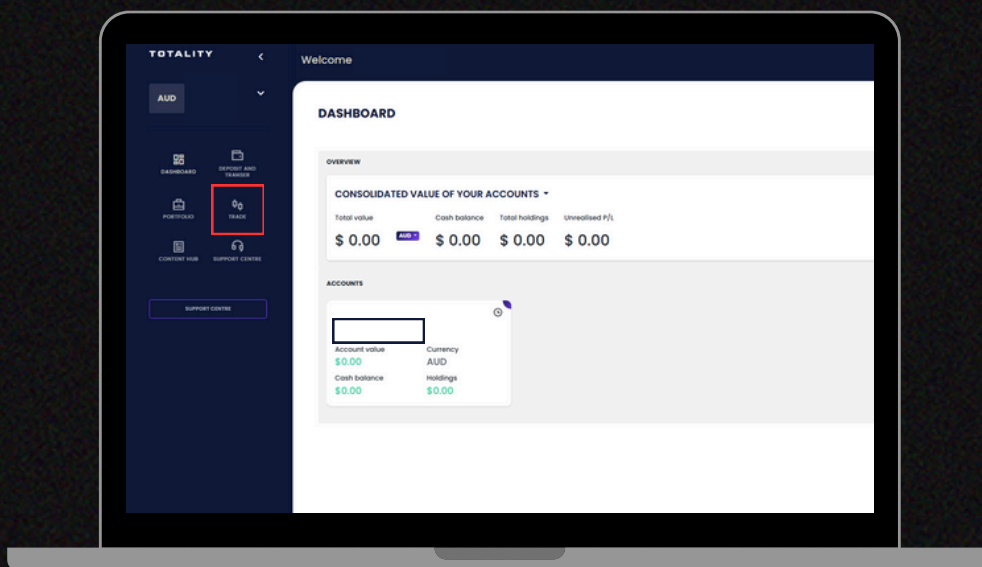 TOTALITY
Welcome
AUD
DASHBOARD
DASHBOARD
DEPOSIT AND
TRANSER
PORTFOLIO
TRADE
CONTENT HUB
SUPPORT CENTRE
SUPPORT CENTRE
OVERVIEW
CONSOLIDATED VALUE OF YOUR ACCOUNTS
Total value
Cash balance
Total holdings
Unrealised P/L
$ 0.00
AUD
$ 0.00
$ 0.00
$ 0.00
ACCOUNTS
Account value
Currency
$0.00
AUD
Cash balance
Holdings
$0.00
$0.00